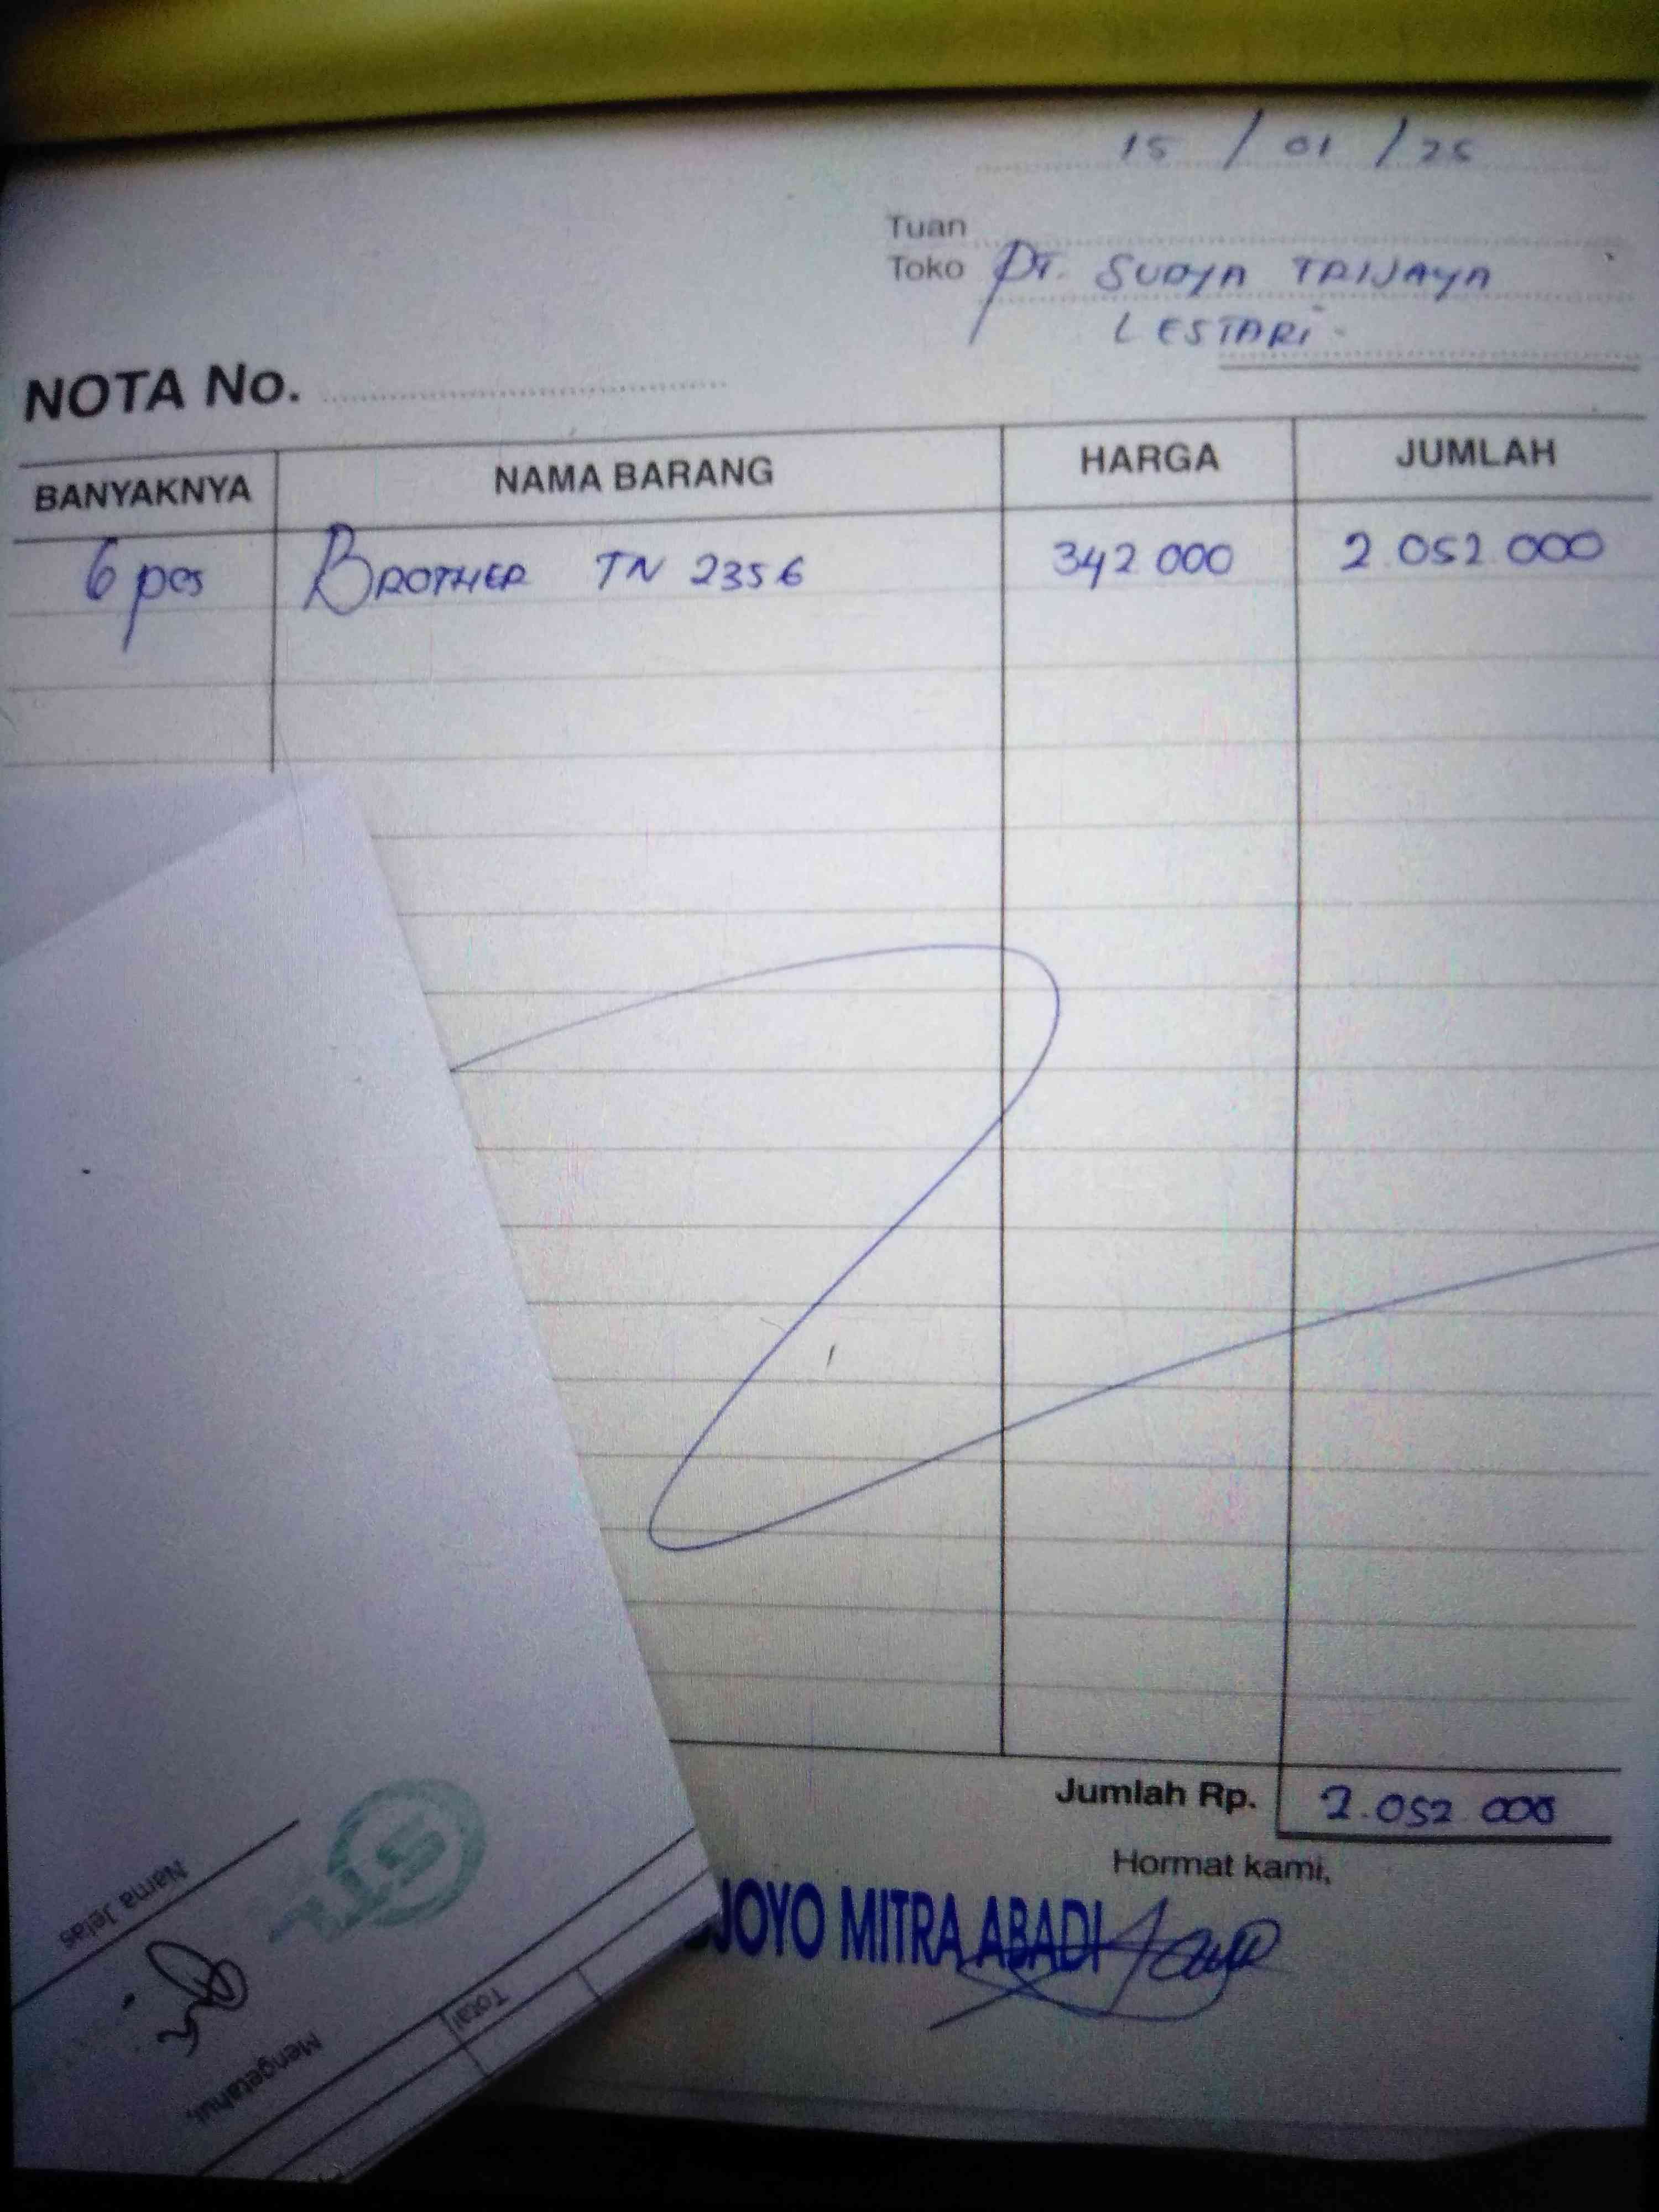 15 / 01 / 25
Tuan
Toko PT. SURYA TRIJAYA
LESTARI
NOTA No.
BANYAKNYA NAMA BARANG HARGA JUMLAH
6 pcs BROTHER TN 2356 342 000 2.052 000
Jumlah Rp. 2.052 000
Hormat kami,
JOYO MITRA ABADI
Total
Mengetahui,
Nama Jelas